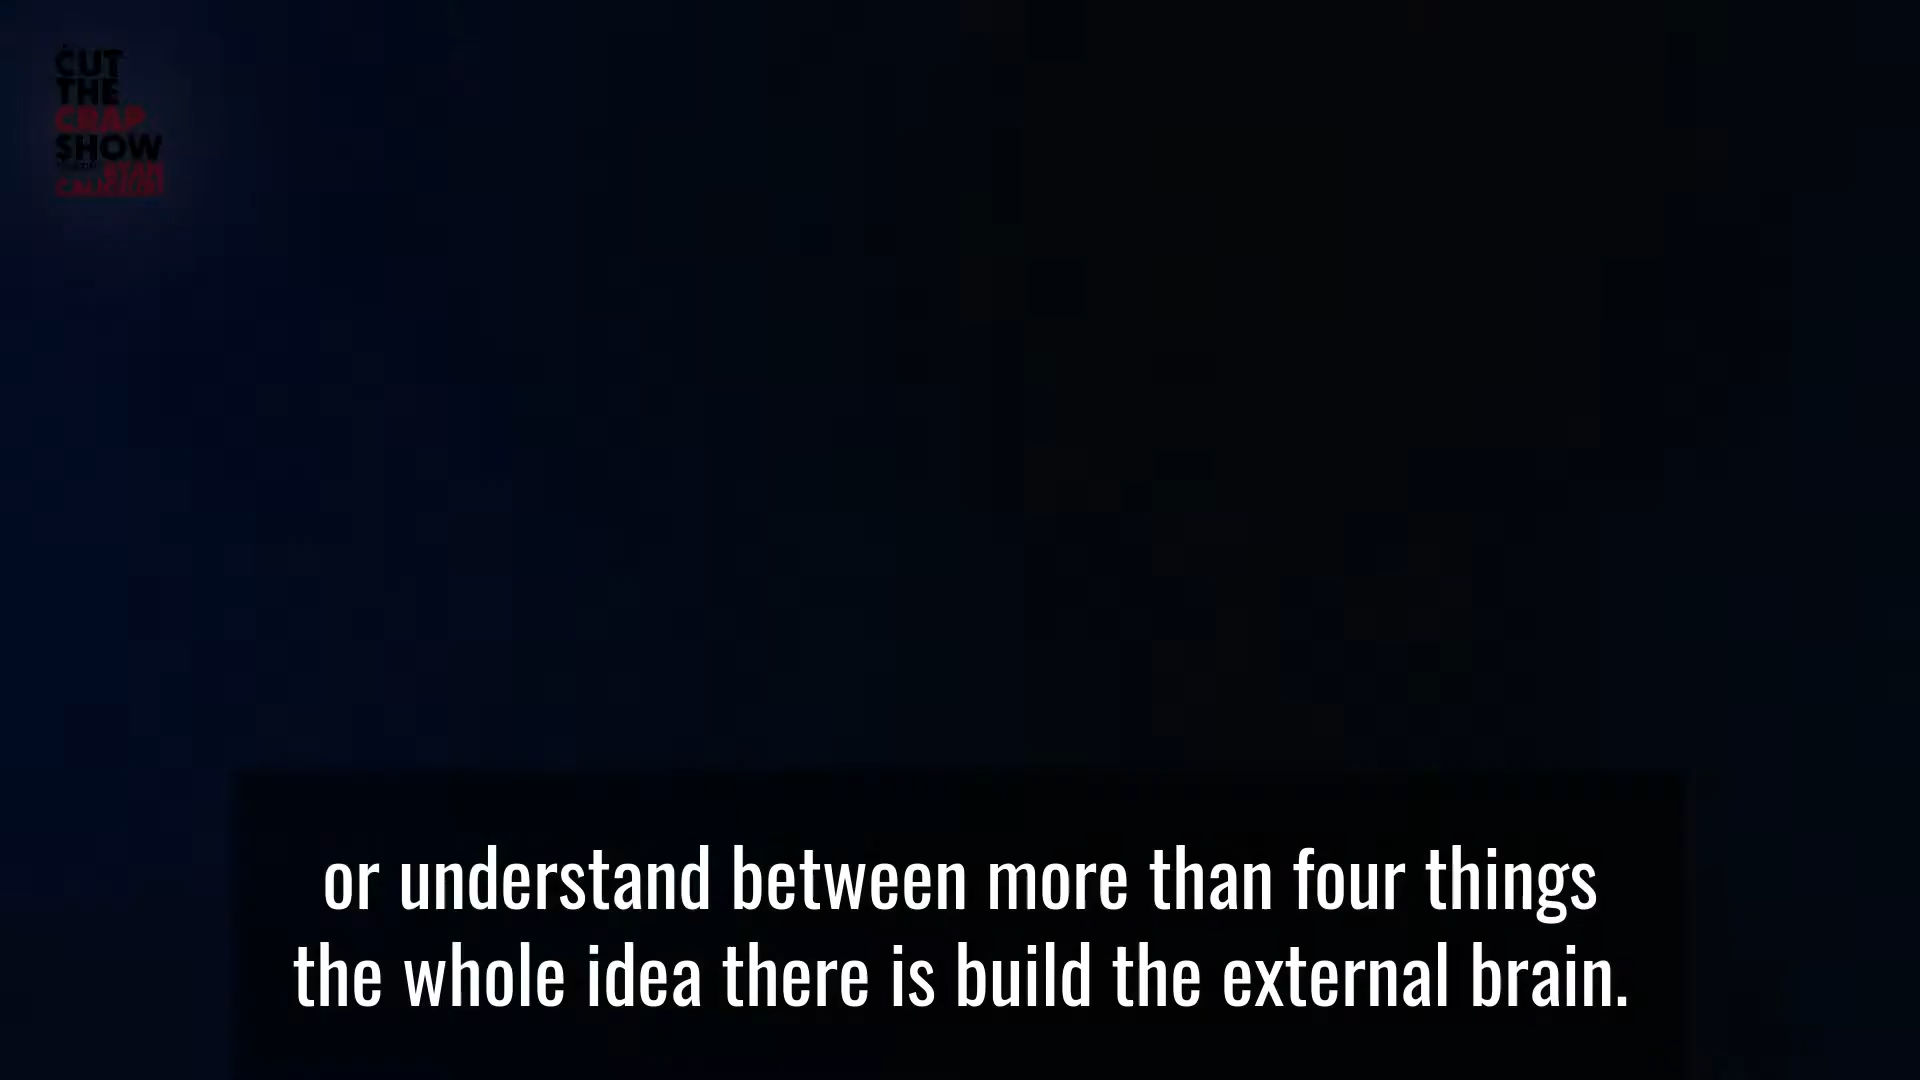 CUT
THE
CRAP
SHOW
RYAN
or understand between more than four things
the whole idea there is build the external brain.